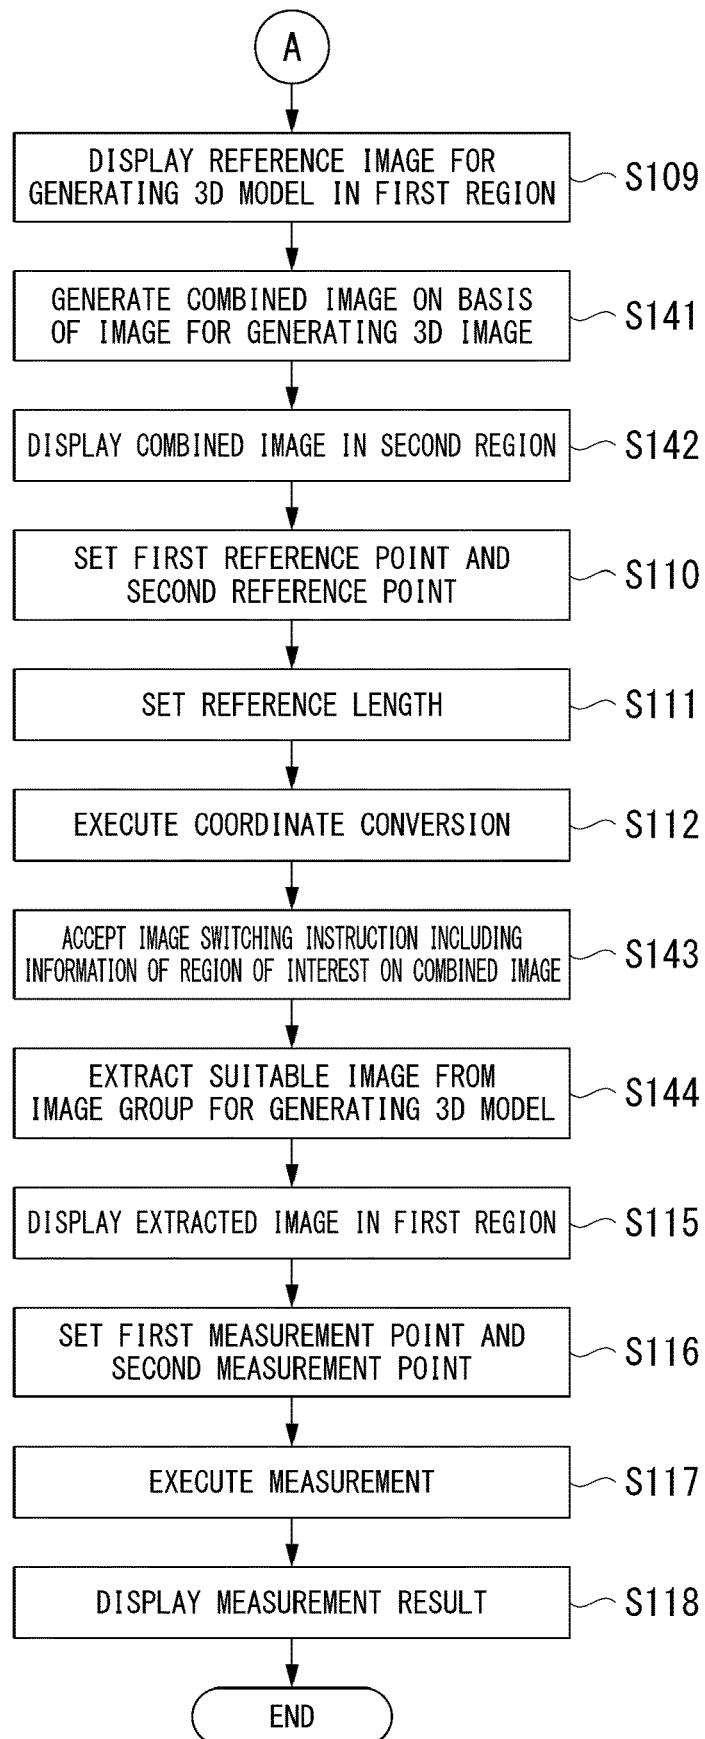 A
DISPLAY REFERENCE IMAGE FOR
GENERATING 3D MODEL IN FIRST REGION
S109
GENERATE COMBINED IMAGE ON BASIS
OF IMAGE FOR GENERATING 3D IMAGE
S141
DISPLAY COMBINED IMAGE IN SECOND REGION
S142
SET FIRST REFERENCE POINT AND
SECOND REFERENCE POINT
S110
SET REFERENCE LENGTH
S111
EXECUTE COORDINATE CONVERSION
S112
ACCEPT IMAGE SWITCHING INSTRUCTION INCLUDING
INFORMATION OF REGION OF INTEREST ON COMBINED IMAGE
S143
EXTRACT SUITABLE IMAGE FROM
IMAGE GROUP FOR GENERATING 3D MODEL
S144
DISPLAY EXTRACTED IMAGE IN FIRST REGION
S115
SET FIRST MEASUREMENT POINT AND
SECOND MEASUREMENT POINT
S116
EXECUTE MEASUREMENT
S117
DISPLAY MEASUREMENT RESULT
S118
END